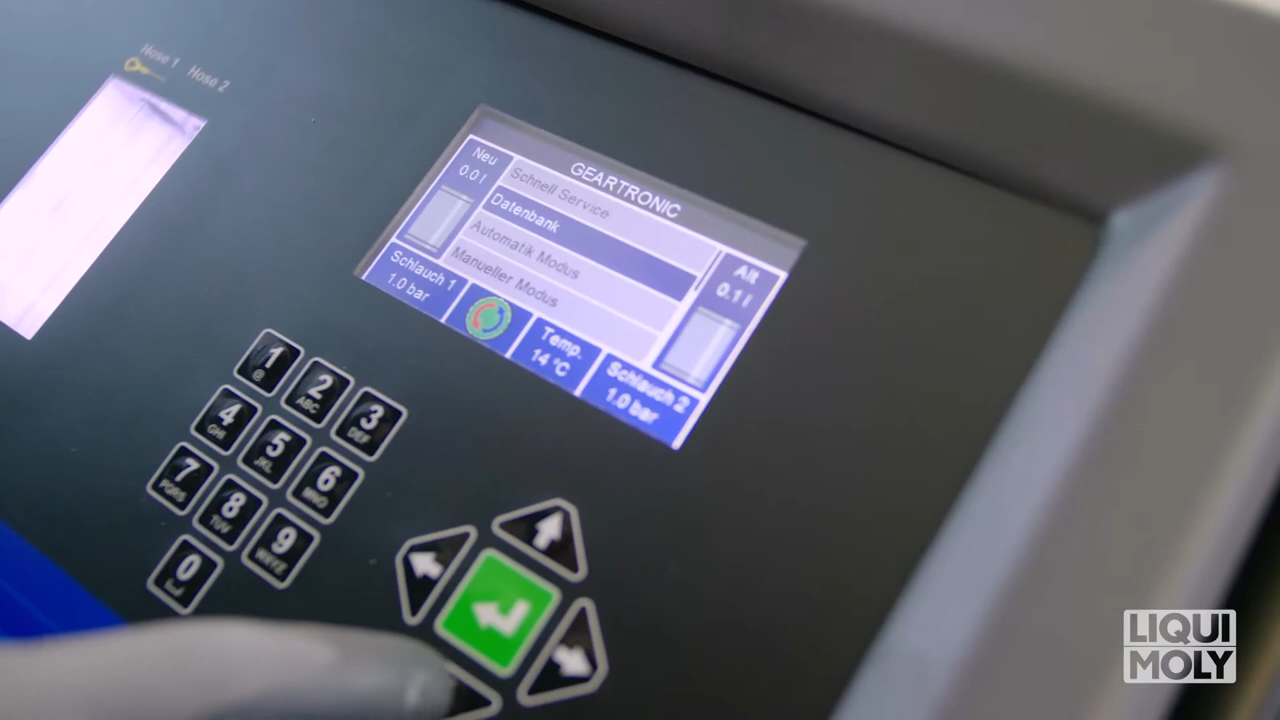 Hose 1 Hose 2
GEARTRONIC
Neu
0.0 l
Schnell Service
Datenbank
Automatik Modus
Manueller Modus
Alt
0.1 l
Schlauch 1
1.0 bar
Temp.
14 °C
Schlauch 2
1.0 bar
1
@
2
ABC
3
DEF
4
GHI
5
JKL
6
MNO
7
PQRS
8
TUV
9
WXYZ
0
LIQUI
MOLY